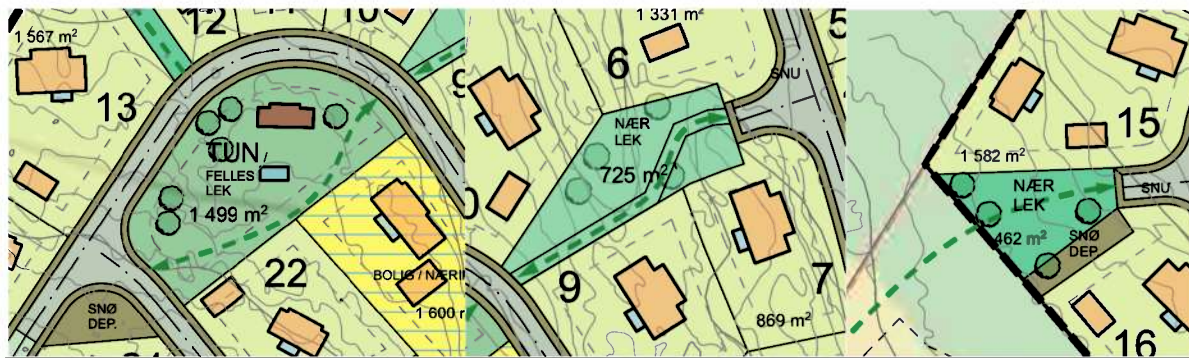 12
1 567 m²
13
TUN /
FELLES
LEK
1 499 m²
22
BOLIG / NÆRI
1 600
SNØ
DEP.
1 331 m²
6
SNU
NÆR
LEK
725 m²
9
7
869 m²
15
1 582 m²
NÆR
LEK
SNU
462 m²
SNØ
DEP.
16